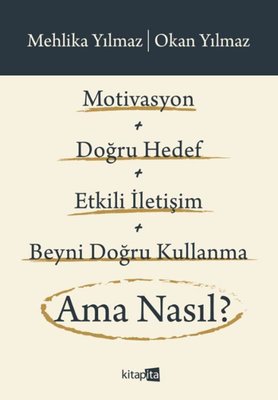 Mehlika Yılmaz | Okan Yılmaz
Motivasyon
+
Doğru Hedef
+
Etkili İletişim
+
Beyni Doğru Kullanma
Ama Nasıl?
kitapita